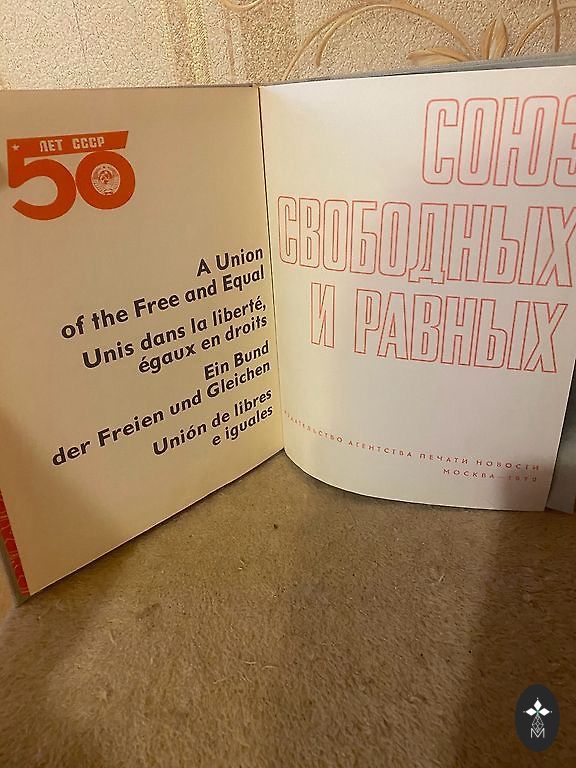 ЛЕТ СССР
50
A Union
of the Free and Equal
Unis dans la liberté,
égaux en droits
Ein Bund
der Freien und Gleichen
Unión de libres
e iguales
СОЮЗ
СВОБОДНЫХ
И РАВНЫХ
ИЗДАТЕЛЬСТВО АГЕНТСТВА ПЕЧАТИ НОВОСТИ
МОСКВА—1972
M